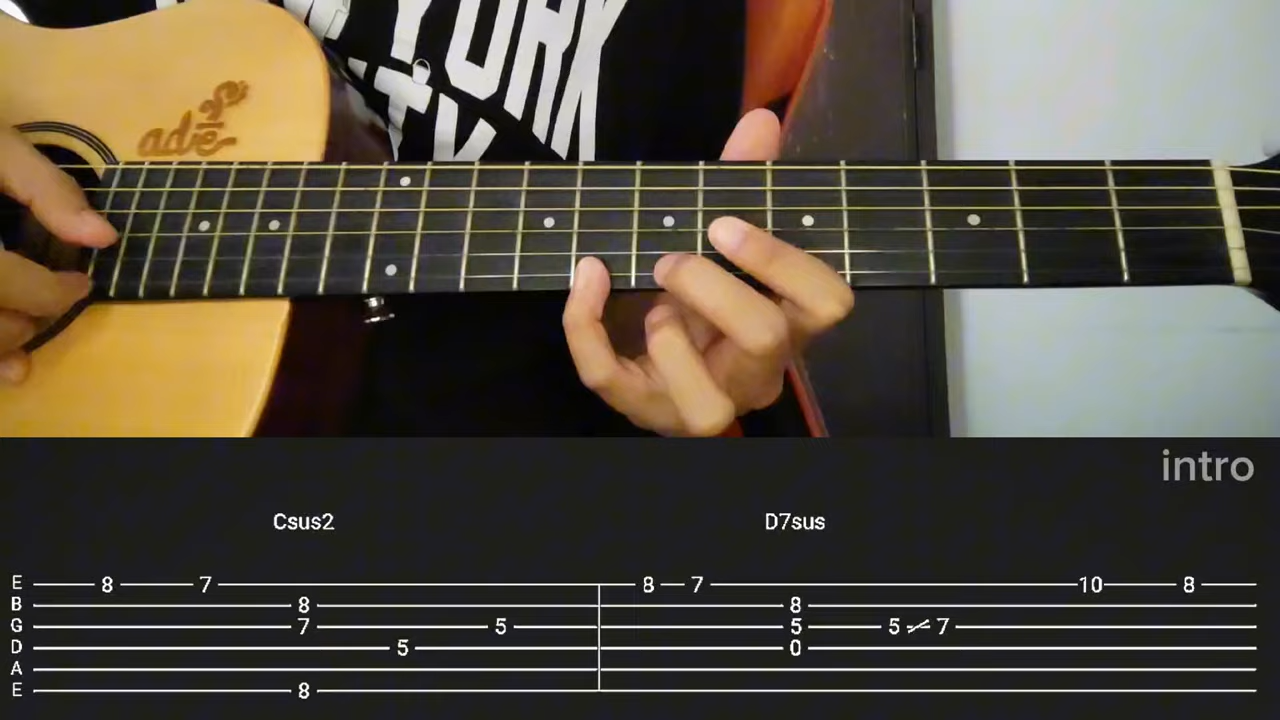 YORK
ITY
adē
intro
Csus2 D7sus
E 8 7 8 7 10 8
B 8 8
G 7 5 5 5 7
D 5 0
A
E 8